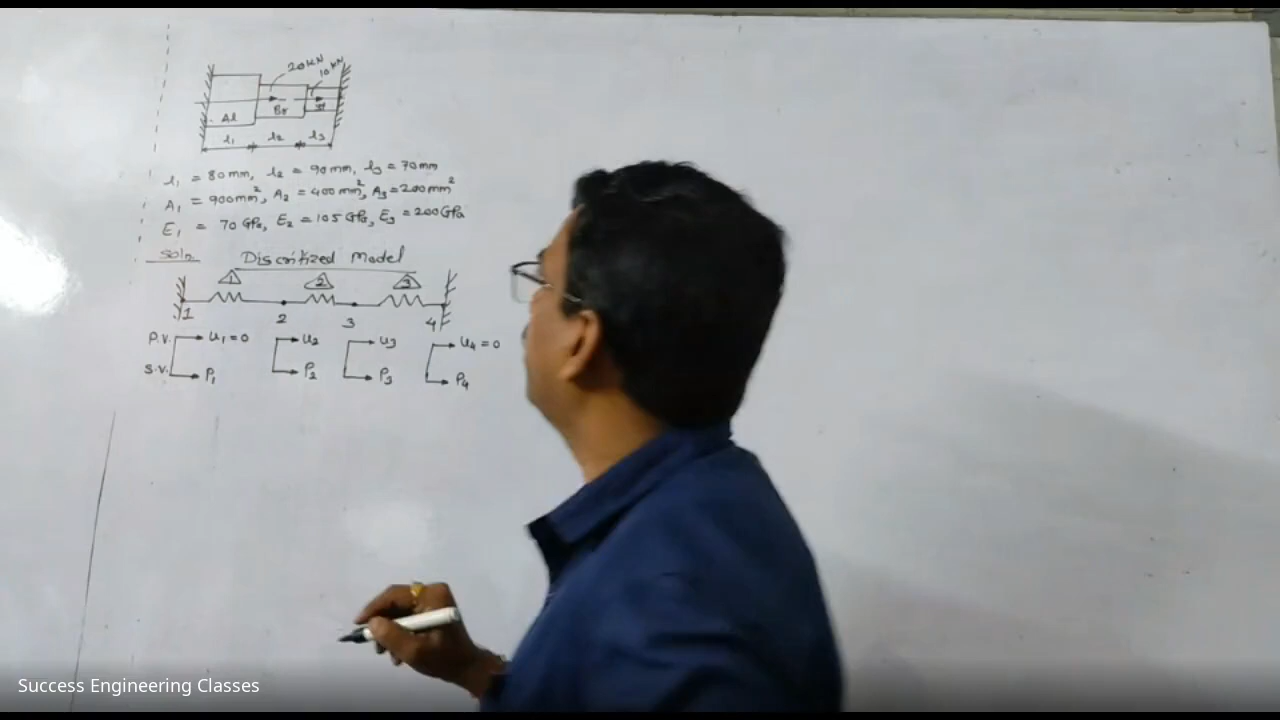 20KN
10KN
Al Br St
l1 l2 l3
l1 = 80mm, l2 = 90mm, l3 = 70mm
A1 = 900mm², A2 = 400mm², A3 = 200mm²
E1 = 70 GPa, E2 = 105 GPa, E3 = 200GPa
Soln Discritized Model
1 2 3
1 2 3 4
P.V. u1 = 0 u2 u3 u4 = 0
S.V. P1 P2 P3 P4
Success Engineering Classes